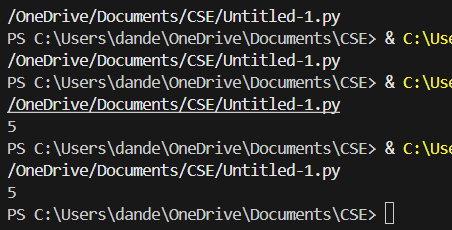 /OneDrive/Documents/CSE/Untitled-1.py
PS C:\Users\dande\OneDrive\Documents\CSE> & C:\Use
/OneDrive/Documents/CSE/Untitled-1.py
PS C:\Users\dande\OneDrive\Documents\CSE> & C:\Use
/OneDrive/Documents/CSE/Untitled-1.py
5
PS C:\Users\dande\OneDrive\Documents\CSE> & C:\Use
/OneDrive/Documents/CSE/Untitled-1.py
5
PS C:\Users\dande\OneDrive\Documents\CSE>